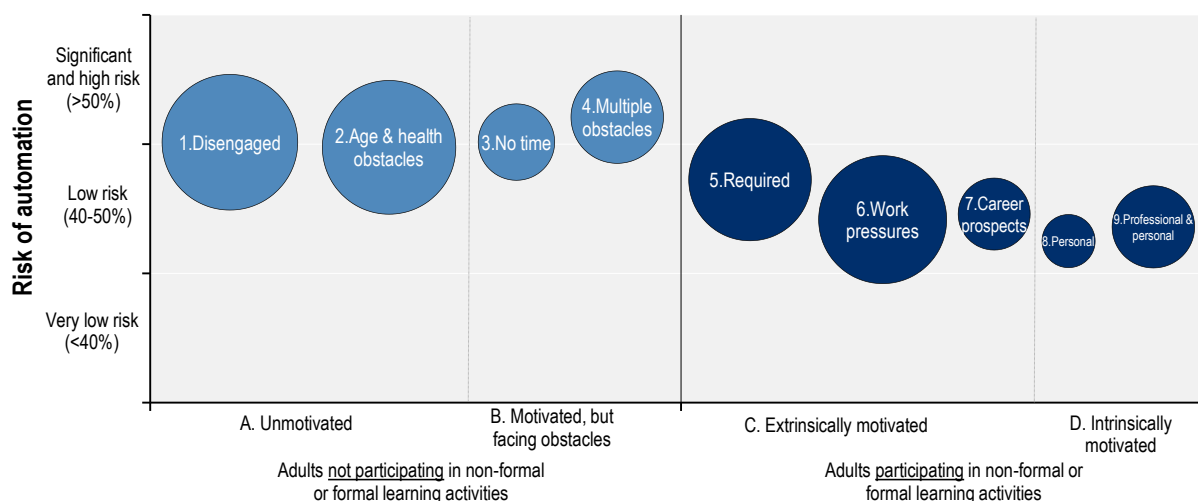 Risk of automation
Significant
and high risk
(>50%)
Low risk
(40-50%)
Very low risk
(<40%)
1.Disengaged
2.Age & health
obstacles
3.No time
4.Multiple
obstacles
5.Required
6.Work
pressures
7.Career
prospects
8.Personal
9.Professional &
personal
A. Unmotivated
B. Motivated, but
facing obstacles
C. Extrinsically motivated
D. Intrinsically
motivated
Adults not participating in non-formal
or formal learning activities
Adults participating in non-formal or
formal learning activities